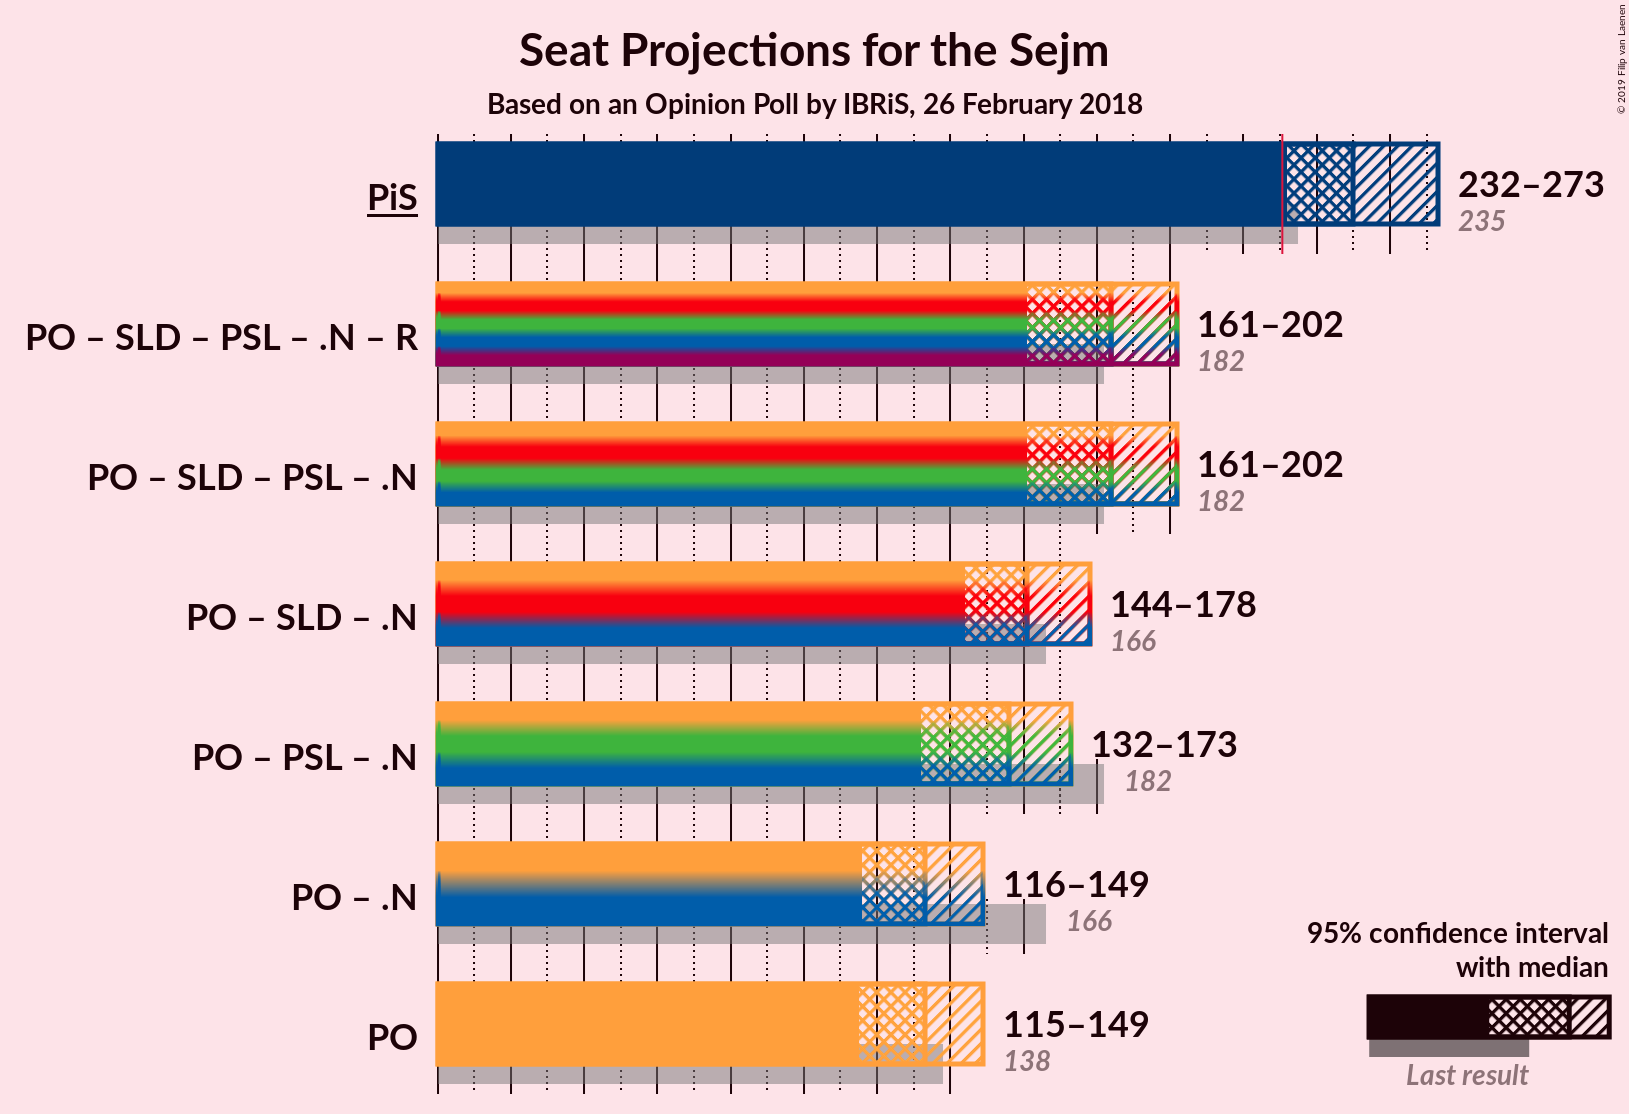 Seat Projections for the Sejm
Based on an Opinion Poll by IBRiS, 26 February 2018
© 2019 Filip van Laenen
PiS
232–273
235
PO – SLD – PSL – .N – R
161–202
182
PO – SLD – PSL – .N
161–202
182
PO – SLD – .N
144–178
166
PO – PSL – .N
132–173
182
PO – .N
116–149
166
PO
115–149
138
95% confidence interval
with median
Last result